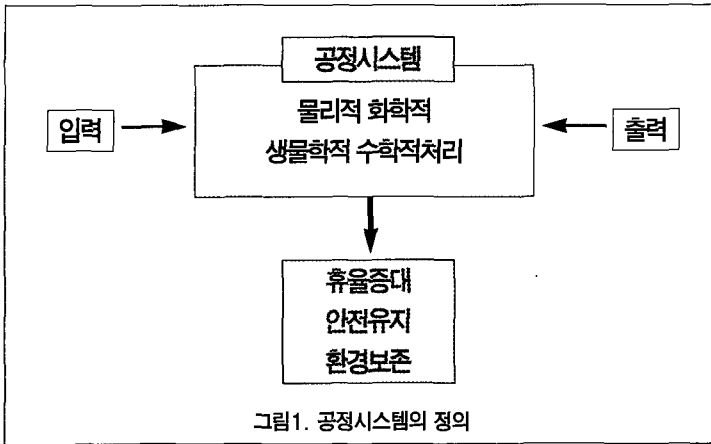 공정시스템
물리적 화학적
입력
생물학적 수학적처리
출력
휴율증대
안전유지
환경보존
그림1. 공정시스템의 정의